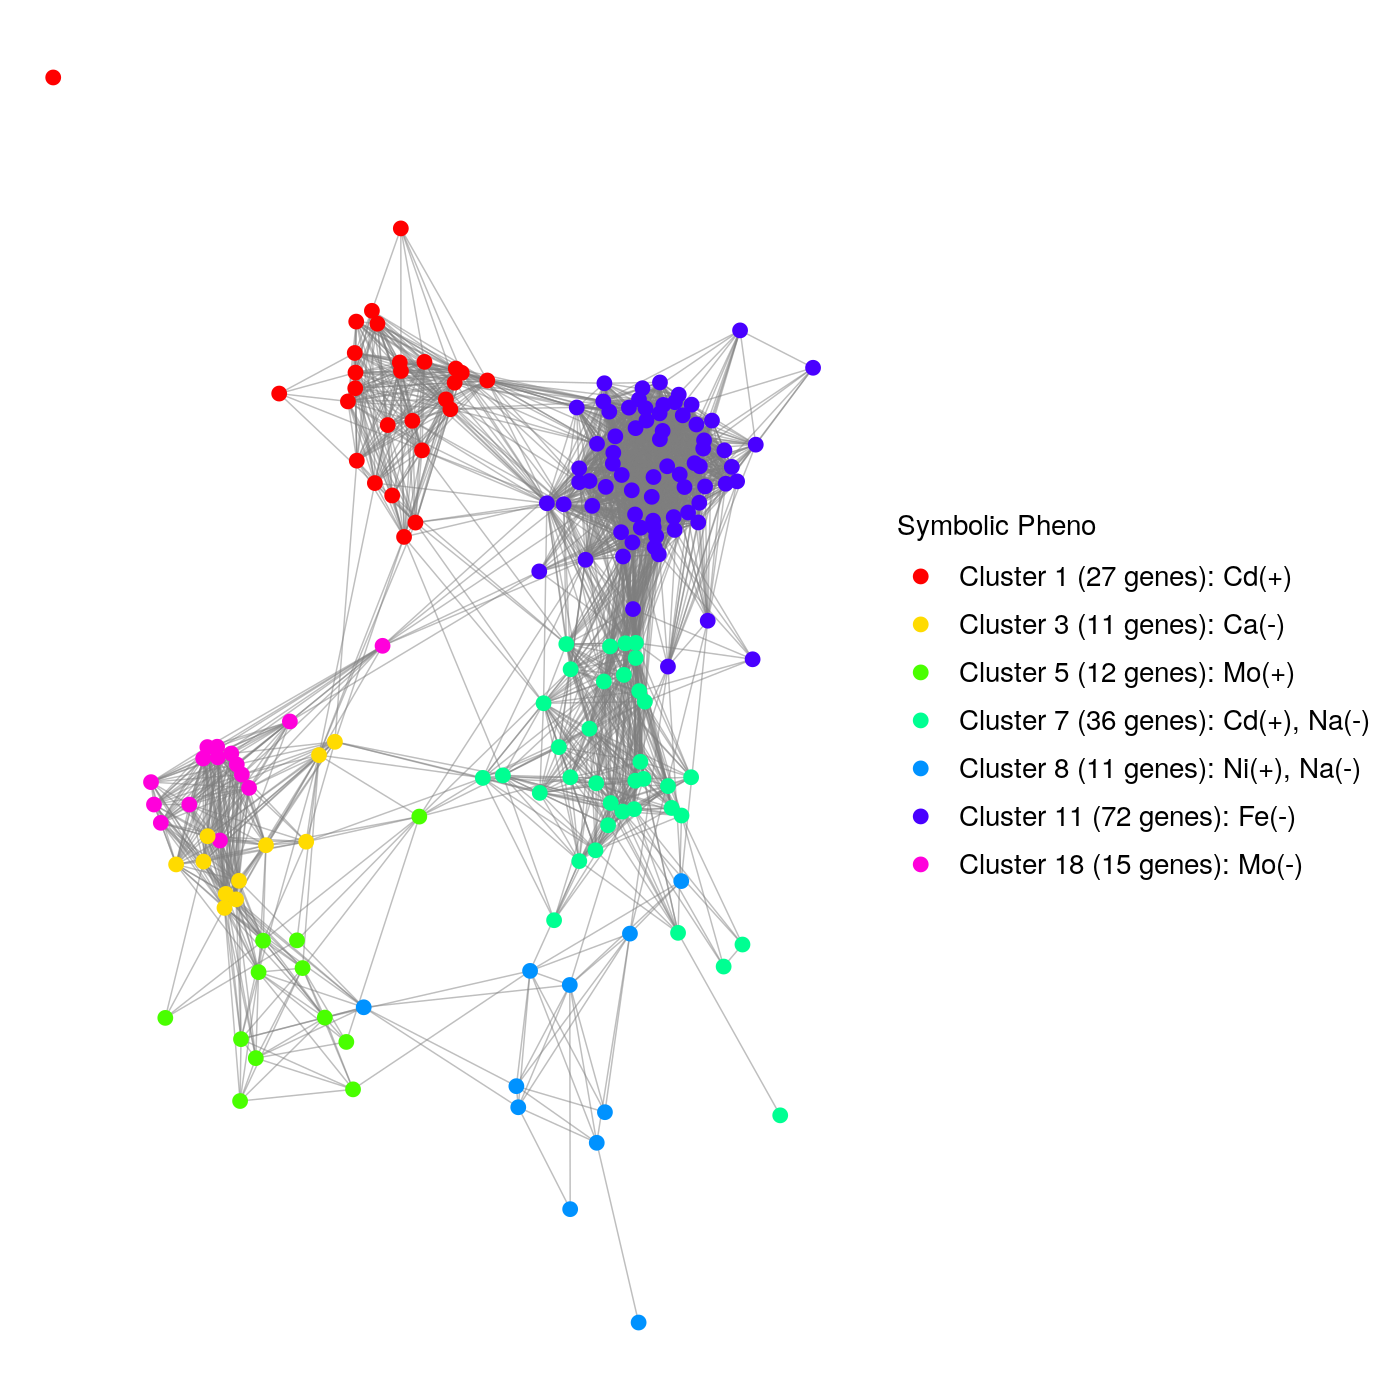 Symbolic Pheno
Cluster 1 (27 genes): Cd(+)
Cluster 3 (11 genes): Ca(-)
Cluster 5 (12 genes): Mo(+)
Cluster 7 (36 genes): Cd(+), Na(-)
Cluster 8 (11 genes): Ni(+), Na(-)
Cluster 11 (72 genes): Fe(-)
Cluster 18 (15 genes): Mo(-)